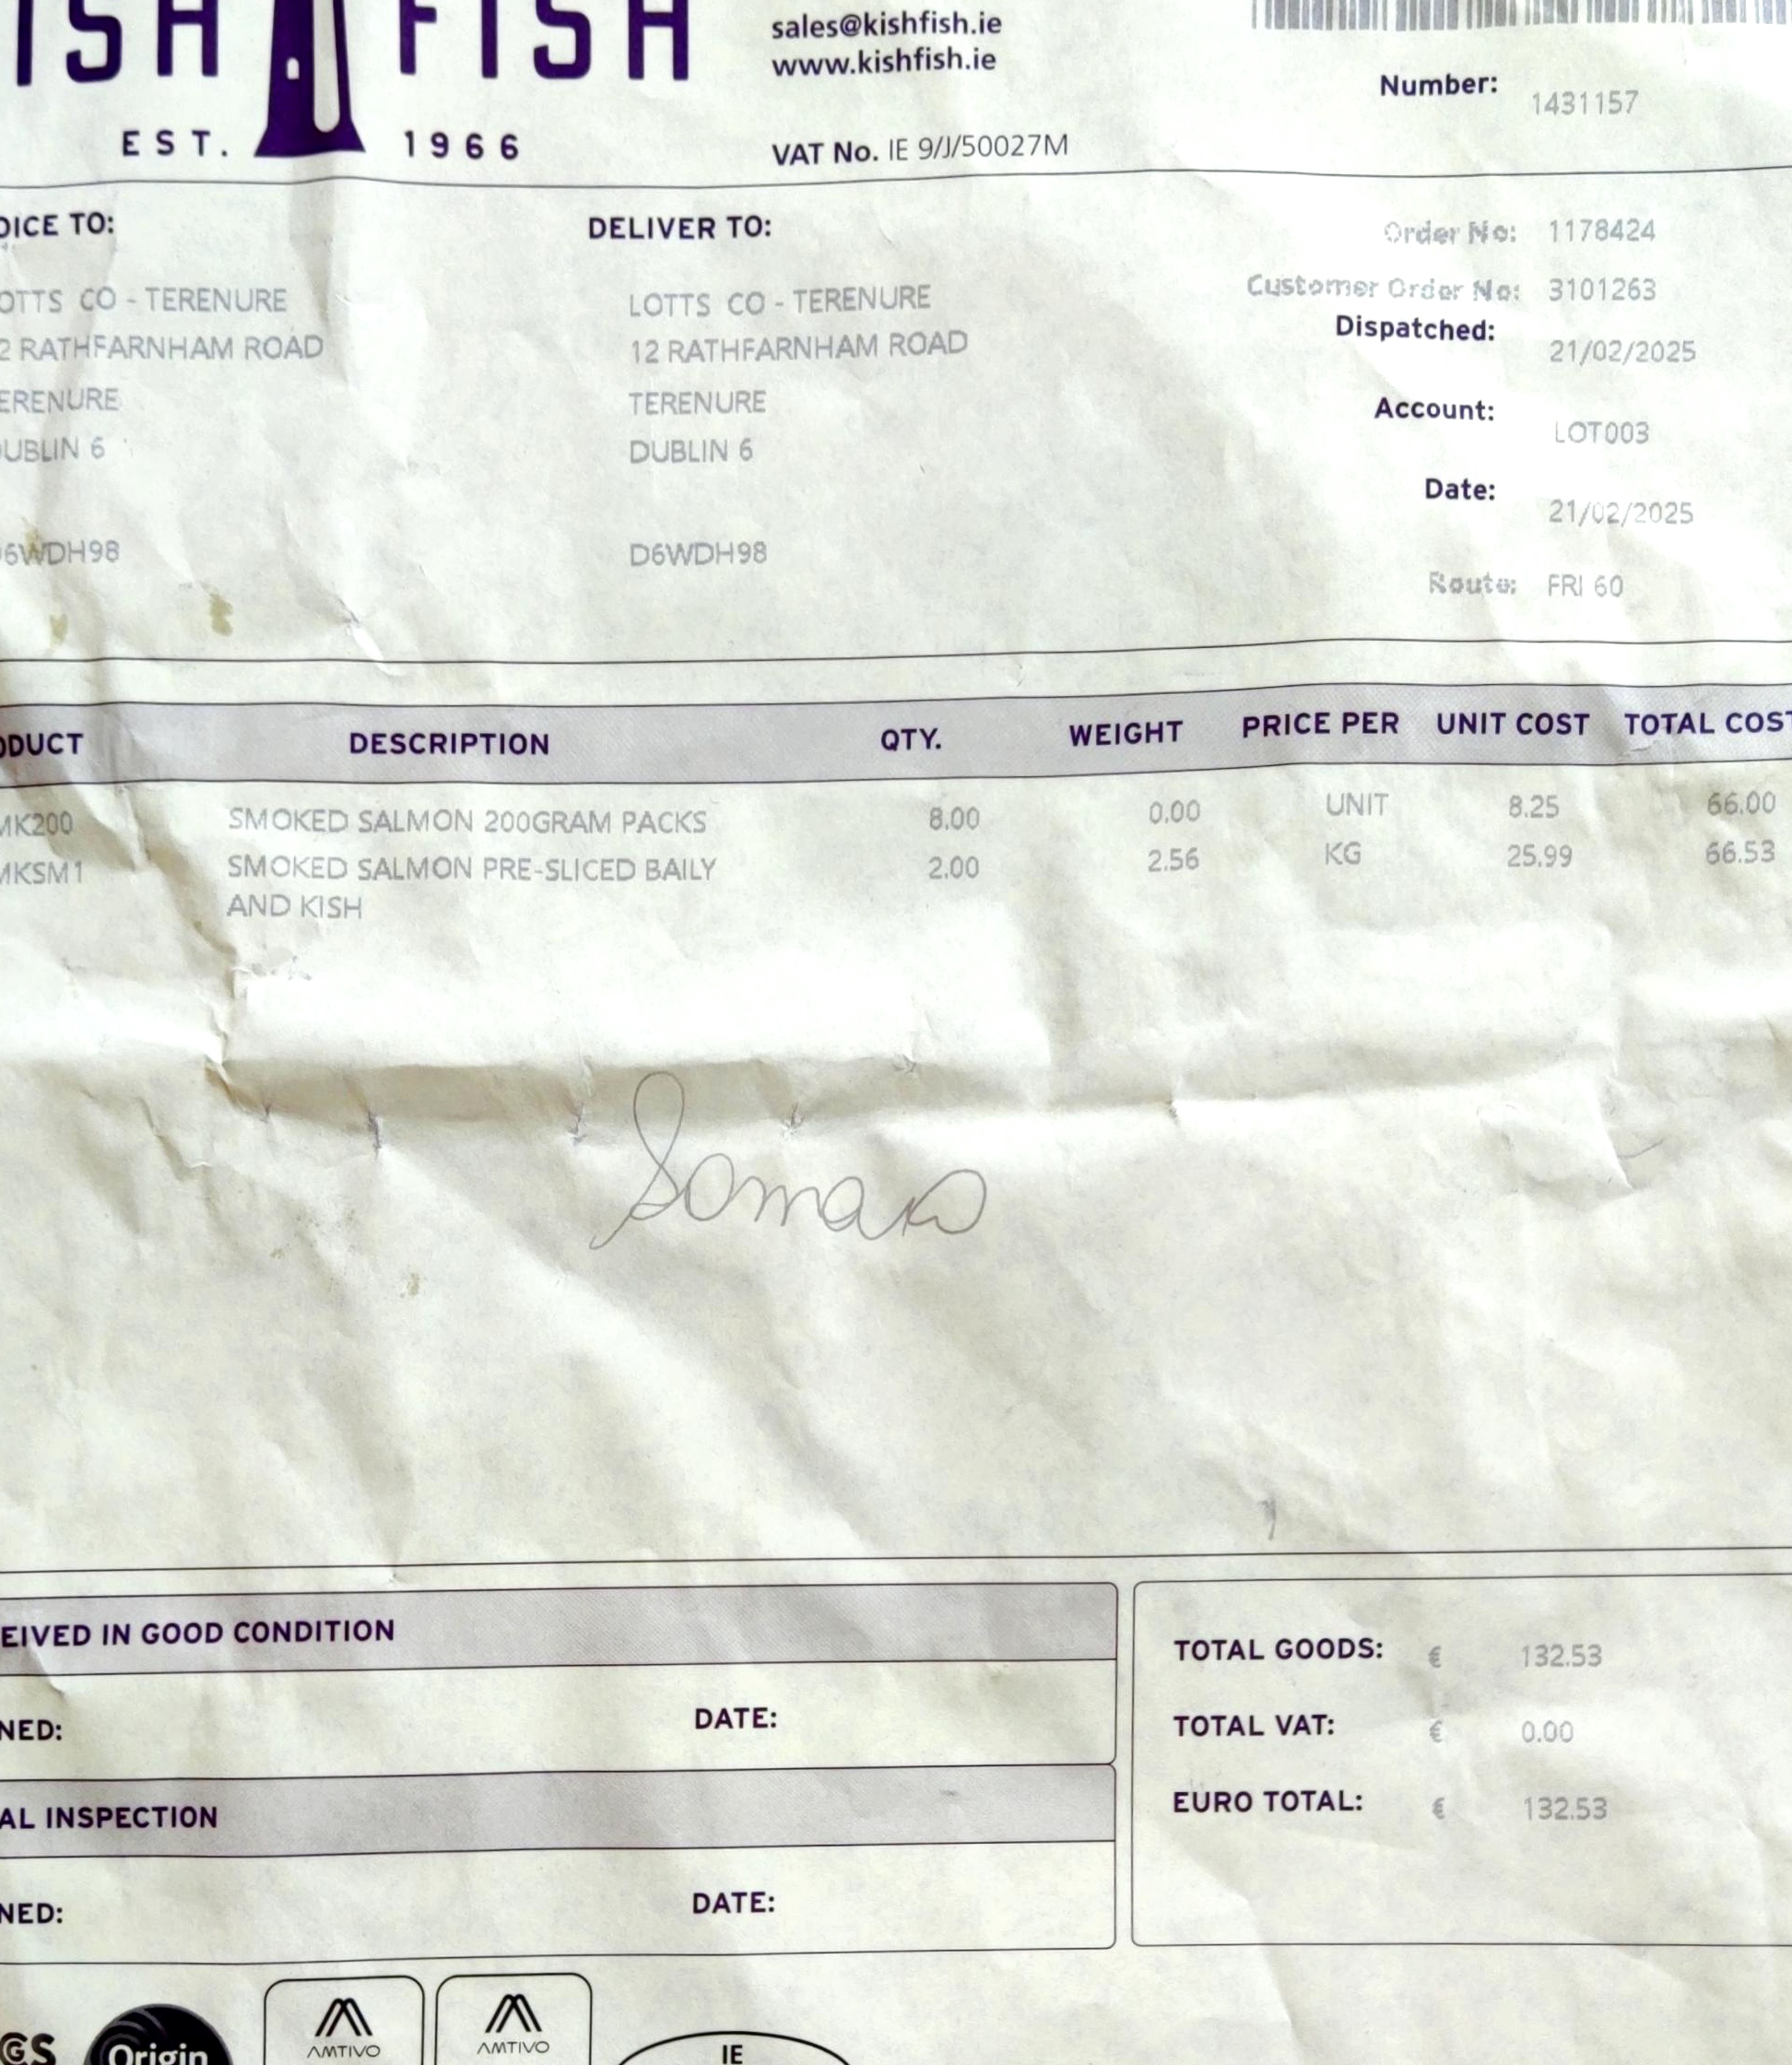 ISH FISH
EST. 1966
sales@kishfish.ie
www.kishfish.ie
VAT No. IE 9/J/50027M
Number: 1431157
OICE TO:
OTTS CO - TERENURE
2 RATHFARNHAM ROAD
ERENURE
UBLIN 6
6WDH98
DELIVER TO:
LOTTS CO - TERENURE
12 RATHFARNHAM ROAD
TERENURE
DUBLIN 6
D6WDH98
Order No: 1178424
Customer Order No: 3101263
Dispatched: 21/02/2025
Account: LOT003
Date: 21/02/2025
Route: FRI 60
ODUCT DESCRIPTION QTY. WEIGHT PRICE PER UNIT COST TOTAL COST
MK200 SMOKED SALMON 200GRAM PACKS 8.00 0.00 UNIT 8.25 66.00
MKSM1 SMOKED SALMON PRE-SLICED BAILY 2.00 2.56 KG 25.99 66.53
AND KISH
EIVED IN GOOD CONDITION
NED: DATE:
AL INSPECTION
NED: DATE:
TOTAL GOODS: € 132.53
TOTAL VAT: € 0.00
EURO TOTAL: € 132.53
GS
Origin
AMTIVO
AMTIVO
IE